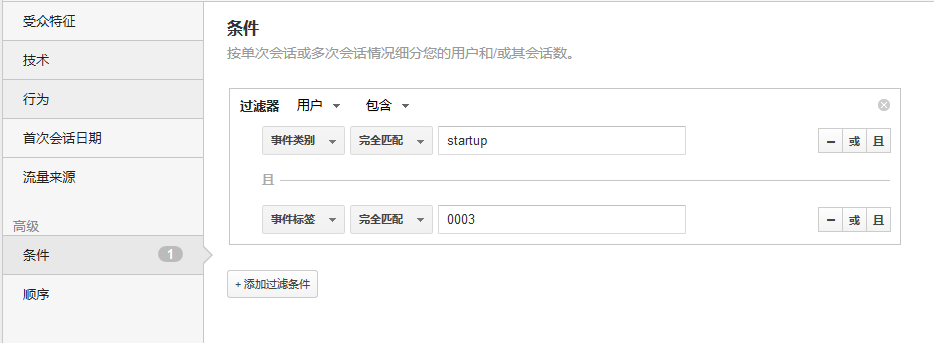 受众特征
技术
行为
首次会话日期
流量来源
高级
条件 1
顺序
条件
按单次会话或多次会话情况细分您的用户和/或其会话数。
过滤器 用户 包含
事件类别 完全匹配 startup － 或 且
且
事件标签 完全匹配 0003 － 或 且
+ 添加过滤条件